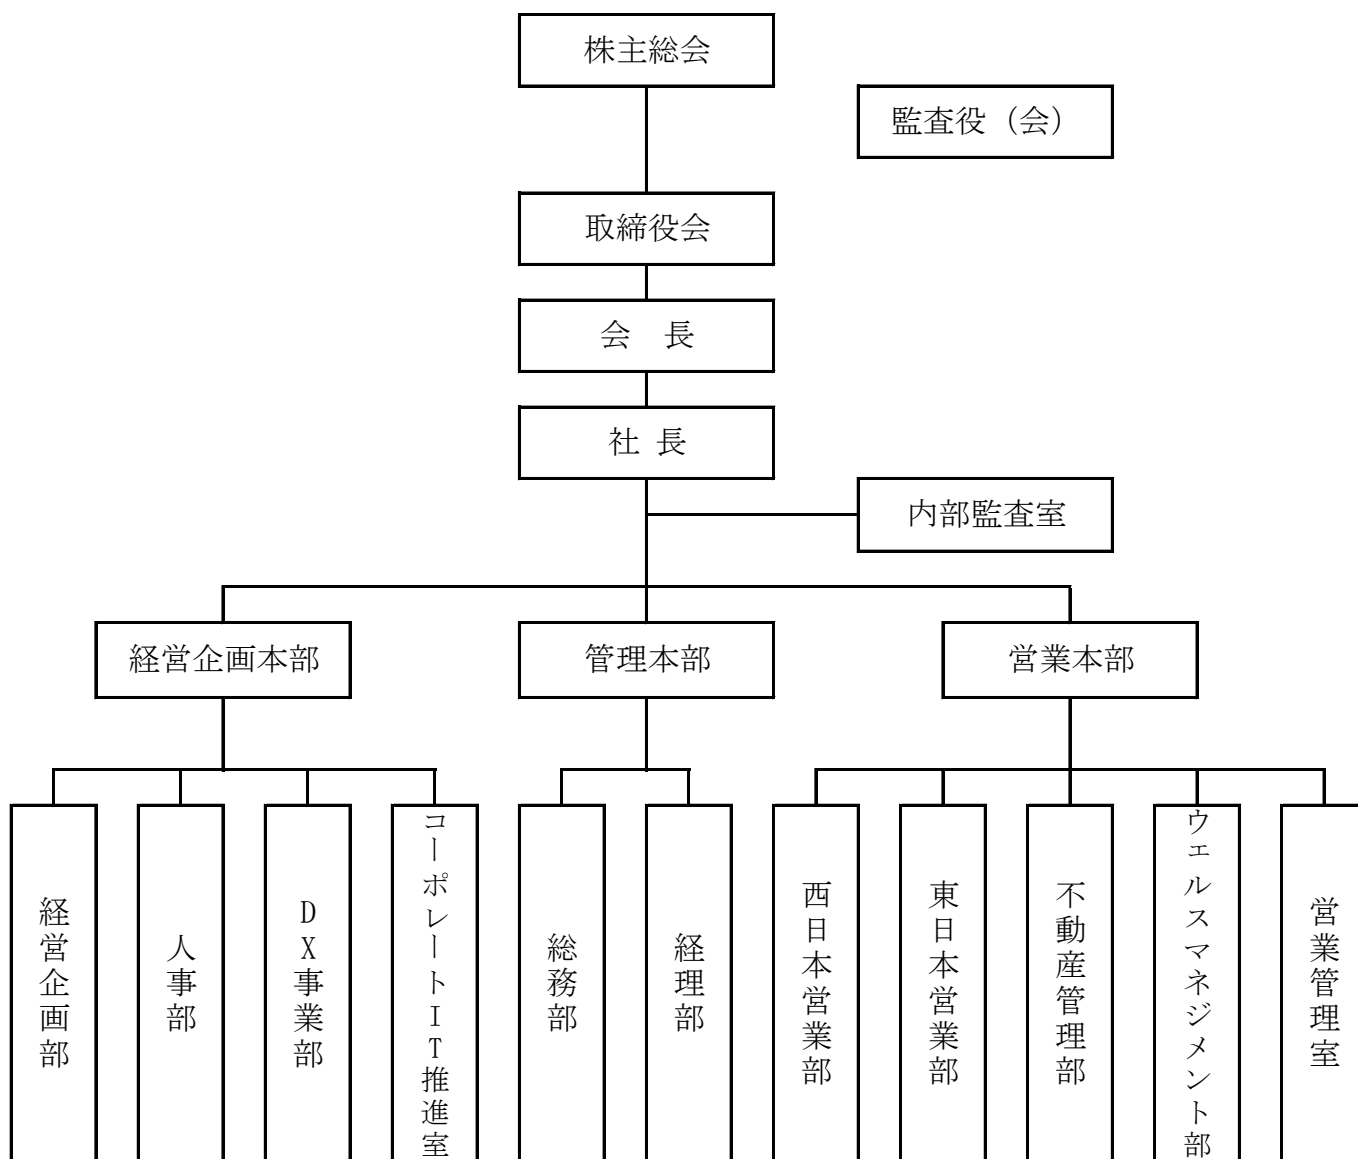 株主総会
監査役（会）
取締役会
会　長
社 長
内部監査室
経営企画本部
管理本部
営業本部
経営企画部
人事部
DX事業部
コーポレートIT推進室
総務部
経理部
西日本営業部
東日本営業部
不動産管理部
ウェルスマネジメント部
営業管理室